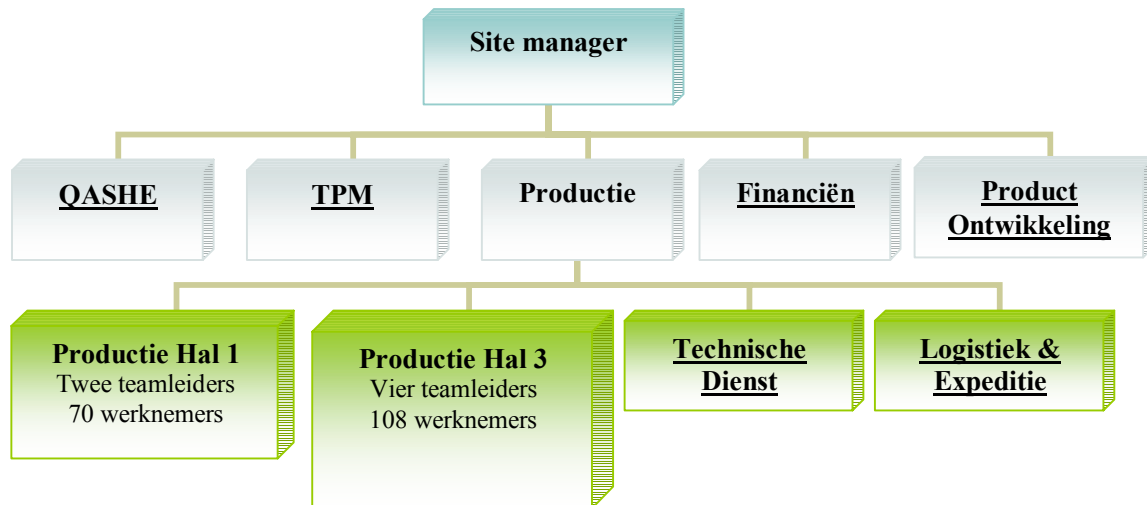 Site manager
QASHE
TPM
Productie
Financiën
Product
Ontwikkeling
Productie Hal 1
Twee teamleiders
70 werknemers
Productie Hal 3
Vier teamleiders
108 werknemers
Technische
Dienst
Logistiek &
Expeditie